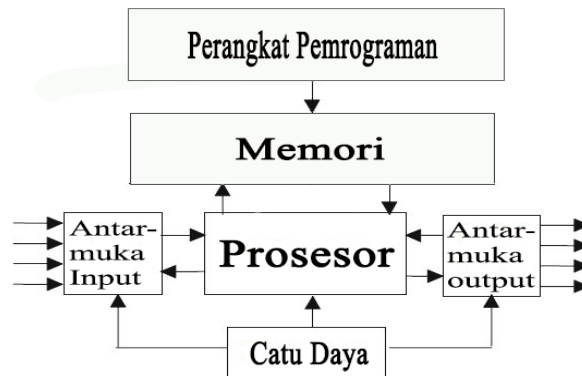 Perangkat Pemrograman
Memori
Antar-
muka
Input
Prosesor
Antar-
muka
output
Catu Daya